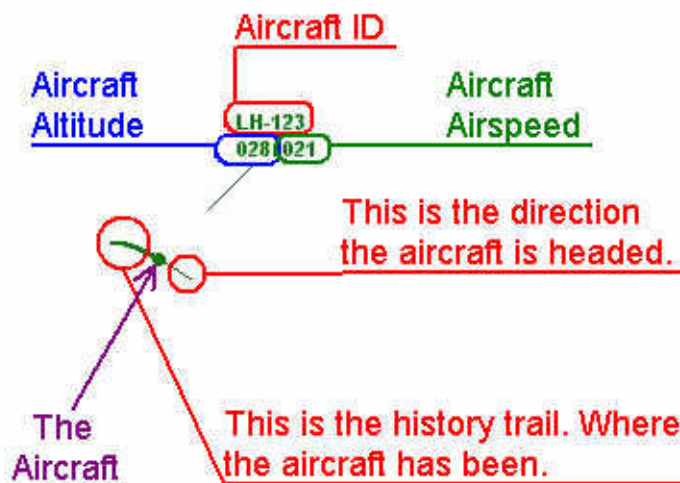 Aircraft ID
Aircraft
Altitude
Aircraft
Airspeed
LH-123
028 021
This is the direction
the aircraft is headed.
The
Aircraft
This is the history trail. Where
the aircraft has been.